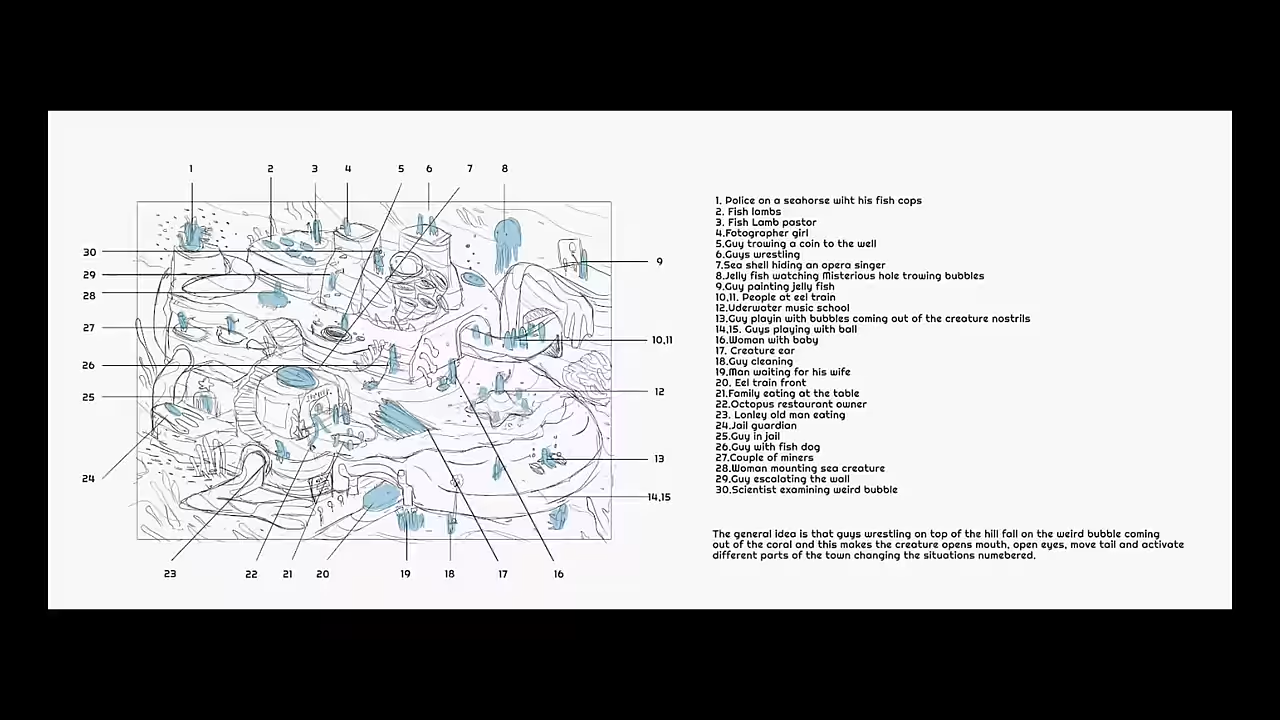 1 2 3 4 5 6 7 8
30
29
28
27
26
25
24
9
10,11
12
13
14,15
23 22 21 20 19 18 17 16
1. Police on a seahorse wiht his fish cops
2. Fish lambs
3. Fish Lamb pastor
4.Fotographer girl
5.Guy trowing a coin to the well
6.Guys wrestling
7.Sea shell hiding an opera singer
8.Jelly fish watching Misterious hole trowing bubbles
9.Guy painting jelly fish
10,11. People at eel train
12.Uderwater music school
13.Guy playin with bubbles coming out of the creature nostrils
14,15. Guys playing with ball
16.Woman with baby
17. Creature ear
18.Guy cleaning
19.Man waiting for his wife
20. Eel train front
21.Family eating at the table
22.Octopus restaurant owner
23. Lonley old man eating
24.Jail guardian
25.Guy in jail
26.Guy with fish dog
27.Couple of miners
28.Woman mounting sea creature
29.Guy escalating the wall
30.Scientist examining weird bubble
The general idea is that guys wrestling on top of the hill fall on the weird bubble coming
out of the coral and this makes the creature opens mouth, open eyes, move tail and activate
different parts of the town changing the situations numebered.